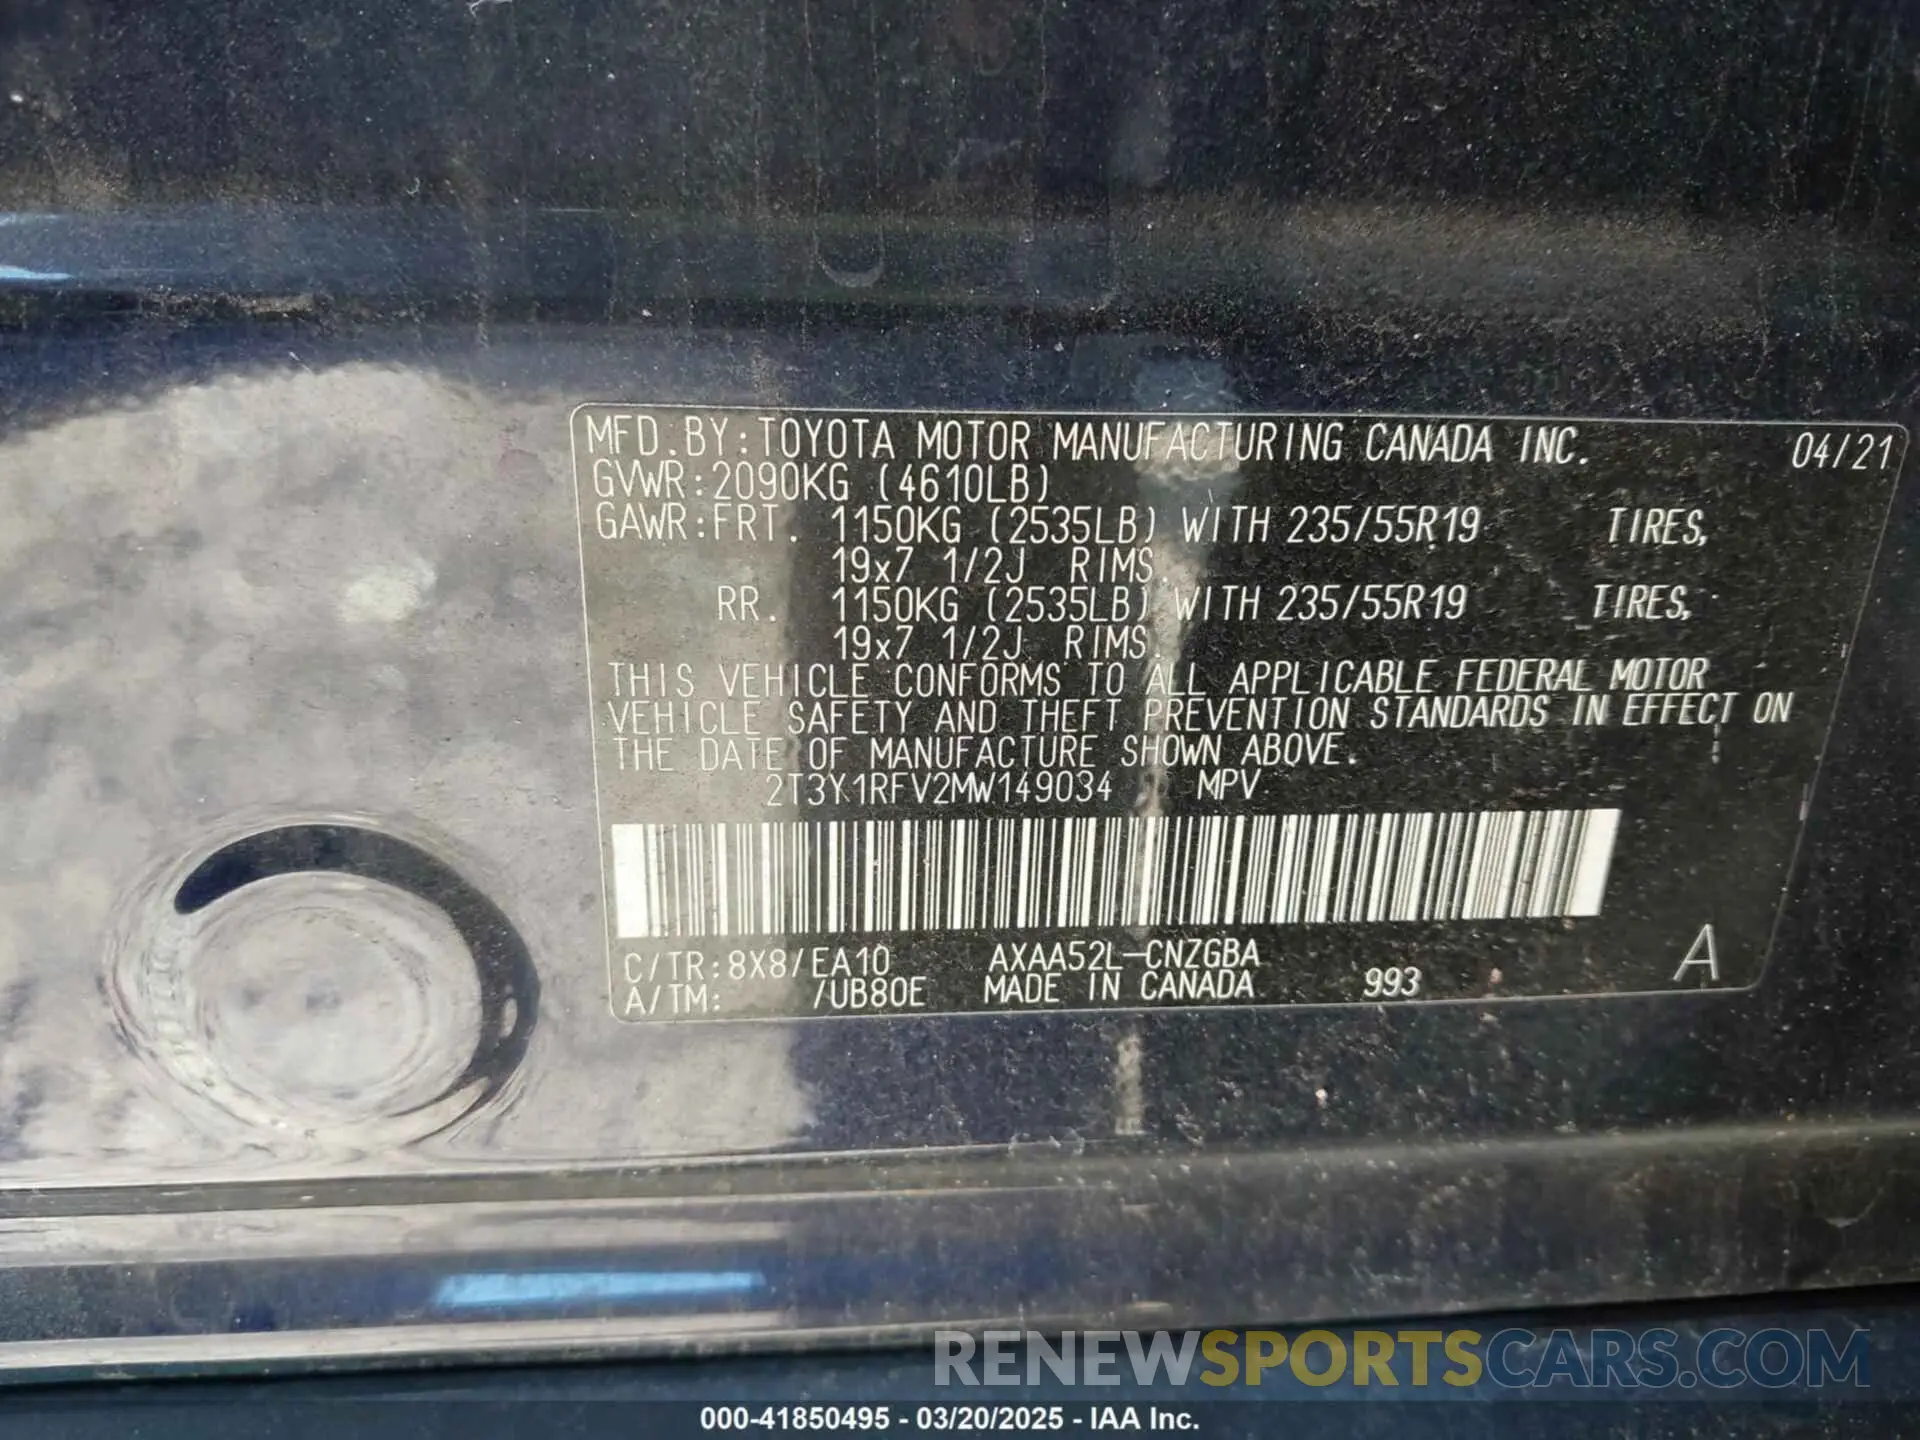 MFD.BY:TOYOTA MOTOR MANUFACTURING CANADA INC. 04/21
GVWR:2090KG (4610LB)
GAWR:FRT. 1150KG (2535LB) WITH 235/55R19 TIRES,
19x7 1/2J RIMS.
RR. 1150KG (2535LB) WITH 235/55R19 TIRES,
19x7 1/2J RIMS.
THIS VEHICLE CONFORMS TO ALL APPLICABLE FEDERAL MOTOR
VEHICLE SAFETY AND THEFT PREVENTION STANDARDS IN EFFECT ON
THE DATE OF MANUFACTURE SHOWN ABOVE.
2T3Y1RFV2MW149034 MPV
C/TR:8X8/EA10 AXAA52L-CNZGBA A
A/TM: /UB80E MADE IN CANADA 993
RENEWSPORTSCARS.COM
000-41850495 - 03/20/2025 - IAA Inc.